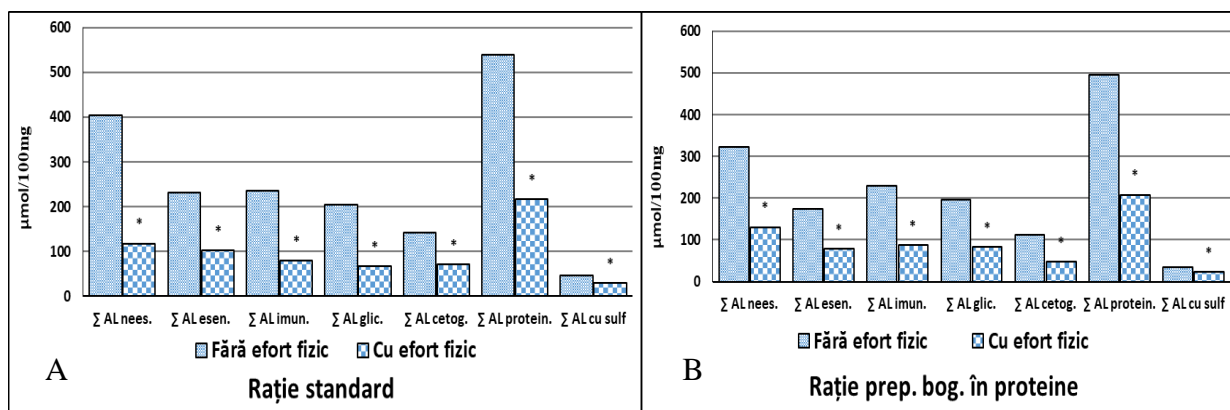 600
500
400
300
200
100
0
µmol/100mg
* * * * * * *
∑ AL nees. ∑ AL esen. ∑ AL imun. ∑ AL glic. ∑ AL cetog. ∑ AL protein. ∑ AL cu sulf
Fără efort fizic Cu efort fizic
A
Rație standard
600
500
400
300
200
100
0
µmol/100mg
* * * * * * *
∑ AL nees. ∑ AL esen. ∑ AL imun. ∑ AL glic. ∑ AL cetog. ∑ AL protein. ∑ AL cu sulf
Fără efort fizic Cu efort fizic
B
Rație prep. bog. în proteine